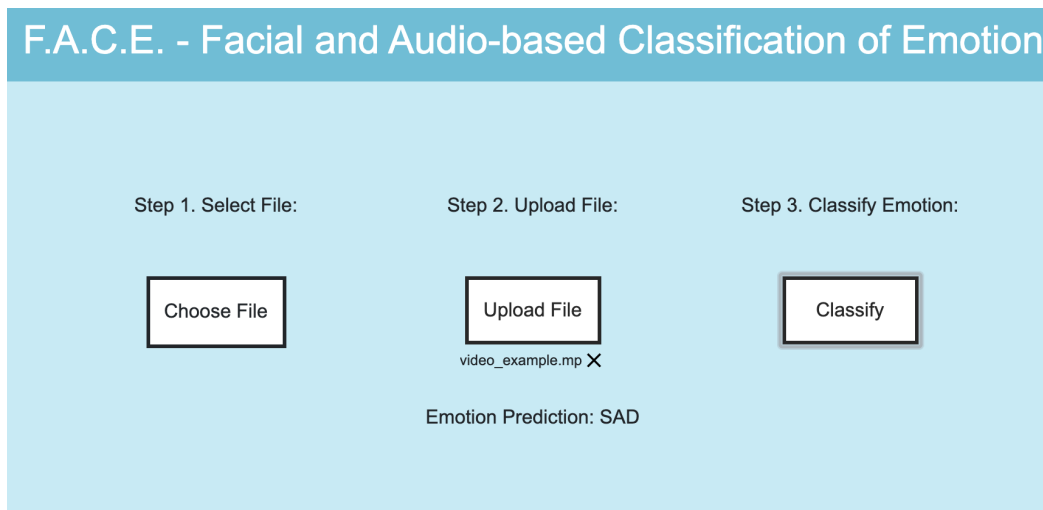 F.A.C.E. - Facial and Audio-based Classification of Emotion
Step 1. Select File:
Step 2. Upload File:
Step 3. Classify Emotion:
Choose File
Upload File
Classify
video_example.mp
Emotion Prediction: SAD